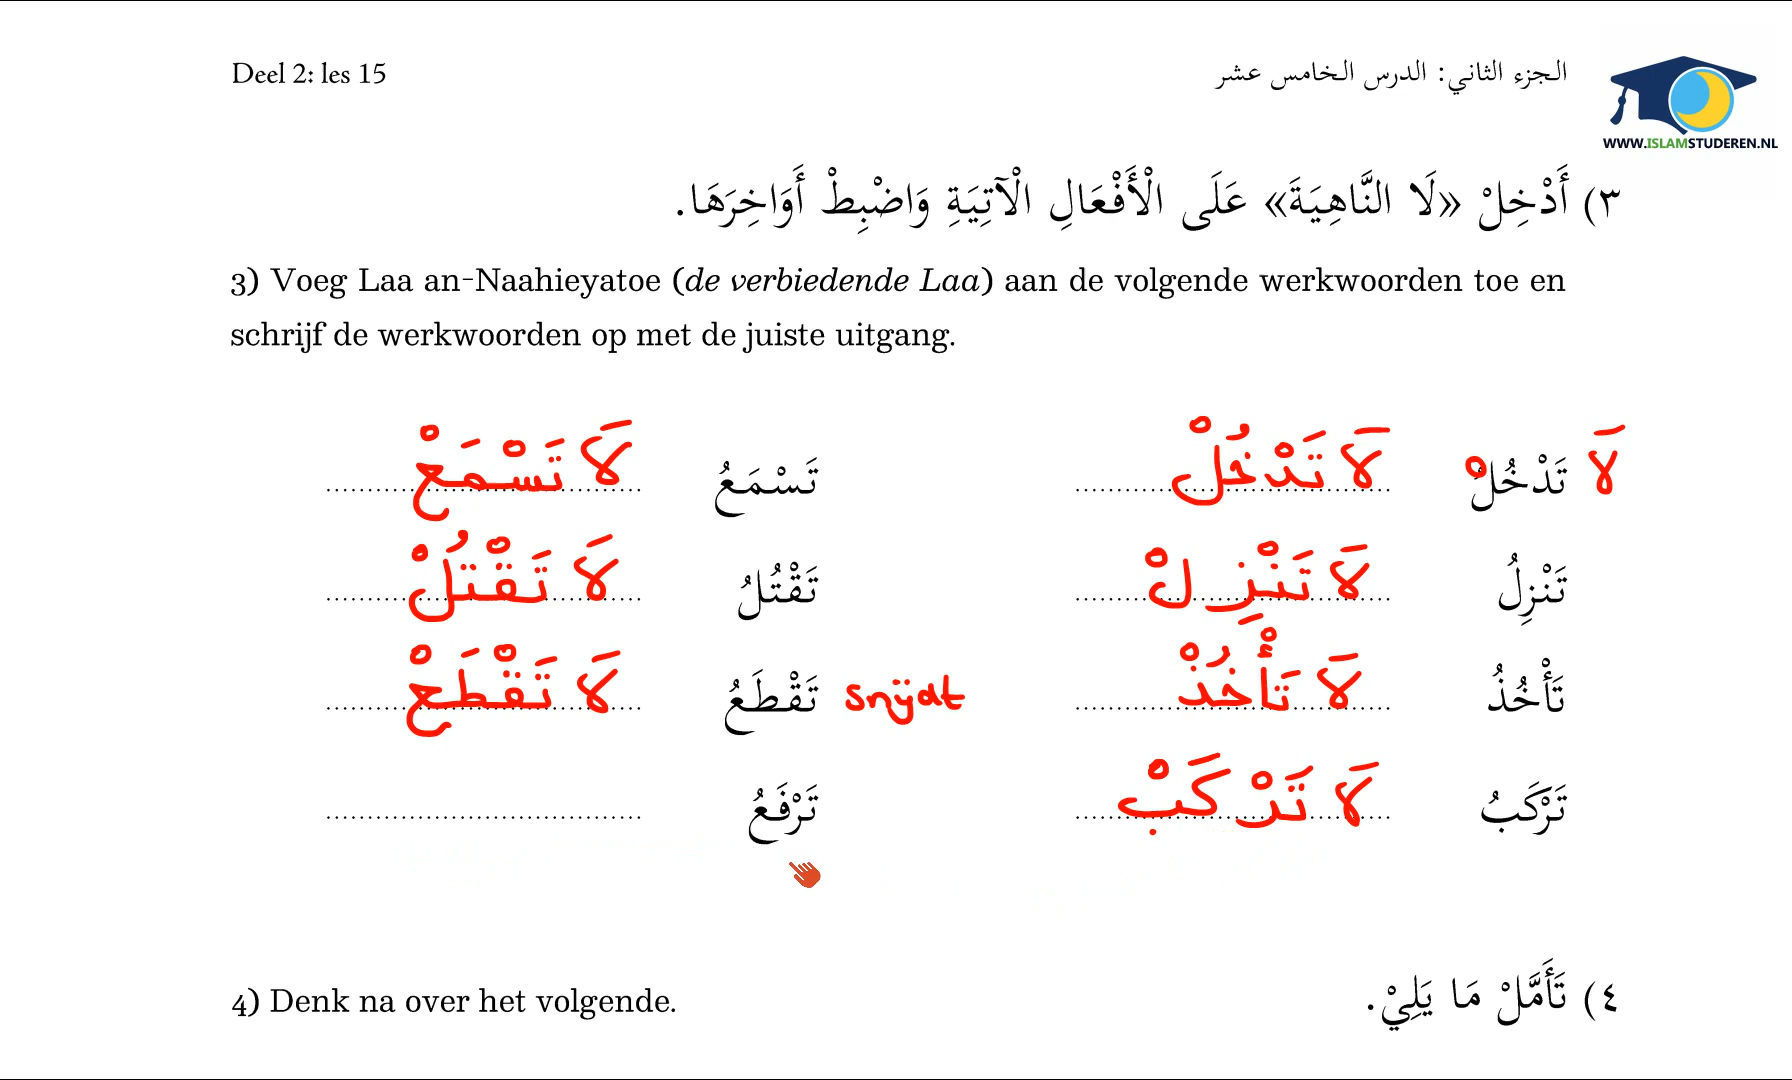 Deel 2: les 15 الجزء الثاني: الدرس الخامس عشر
WWW.ISLAMSTUDEREN.NL
٣) أَدْخِلْ «لَا النَّاهِيَةَ» عَلَى الْأَفْعَالِ الْآتِيَةِ وَاضْبِطْ أَوَاخِرَهَا.
3) Voeg Laa an-Naahieyatoe (de verbiedende Laa) aan de volgende werkwoorden toe en
schrijf de werkwoorden op met de juiste uitgang.
لَا تَدْخُلْ ........ لَا تَدْخُلْ تَسْمَعُ ........ لَا تَسْمَعْ
تَنْزِلُ ........ لَا تَنْزِلْ تَقْتُلُ ........ لَا تَقْتُلْ
تَأْخُذُ ........ لَا تَأْخُذْ snijdt تَقْطَعُ ........ لَا تَقْطَعْ
تَرْكَبُ ........ لَا تَرْكَبْ تَرْفَعُ ........
4) Denk na over het volgende. ٤) تَأَمَّلْ مَا يَلِيْ.